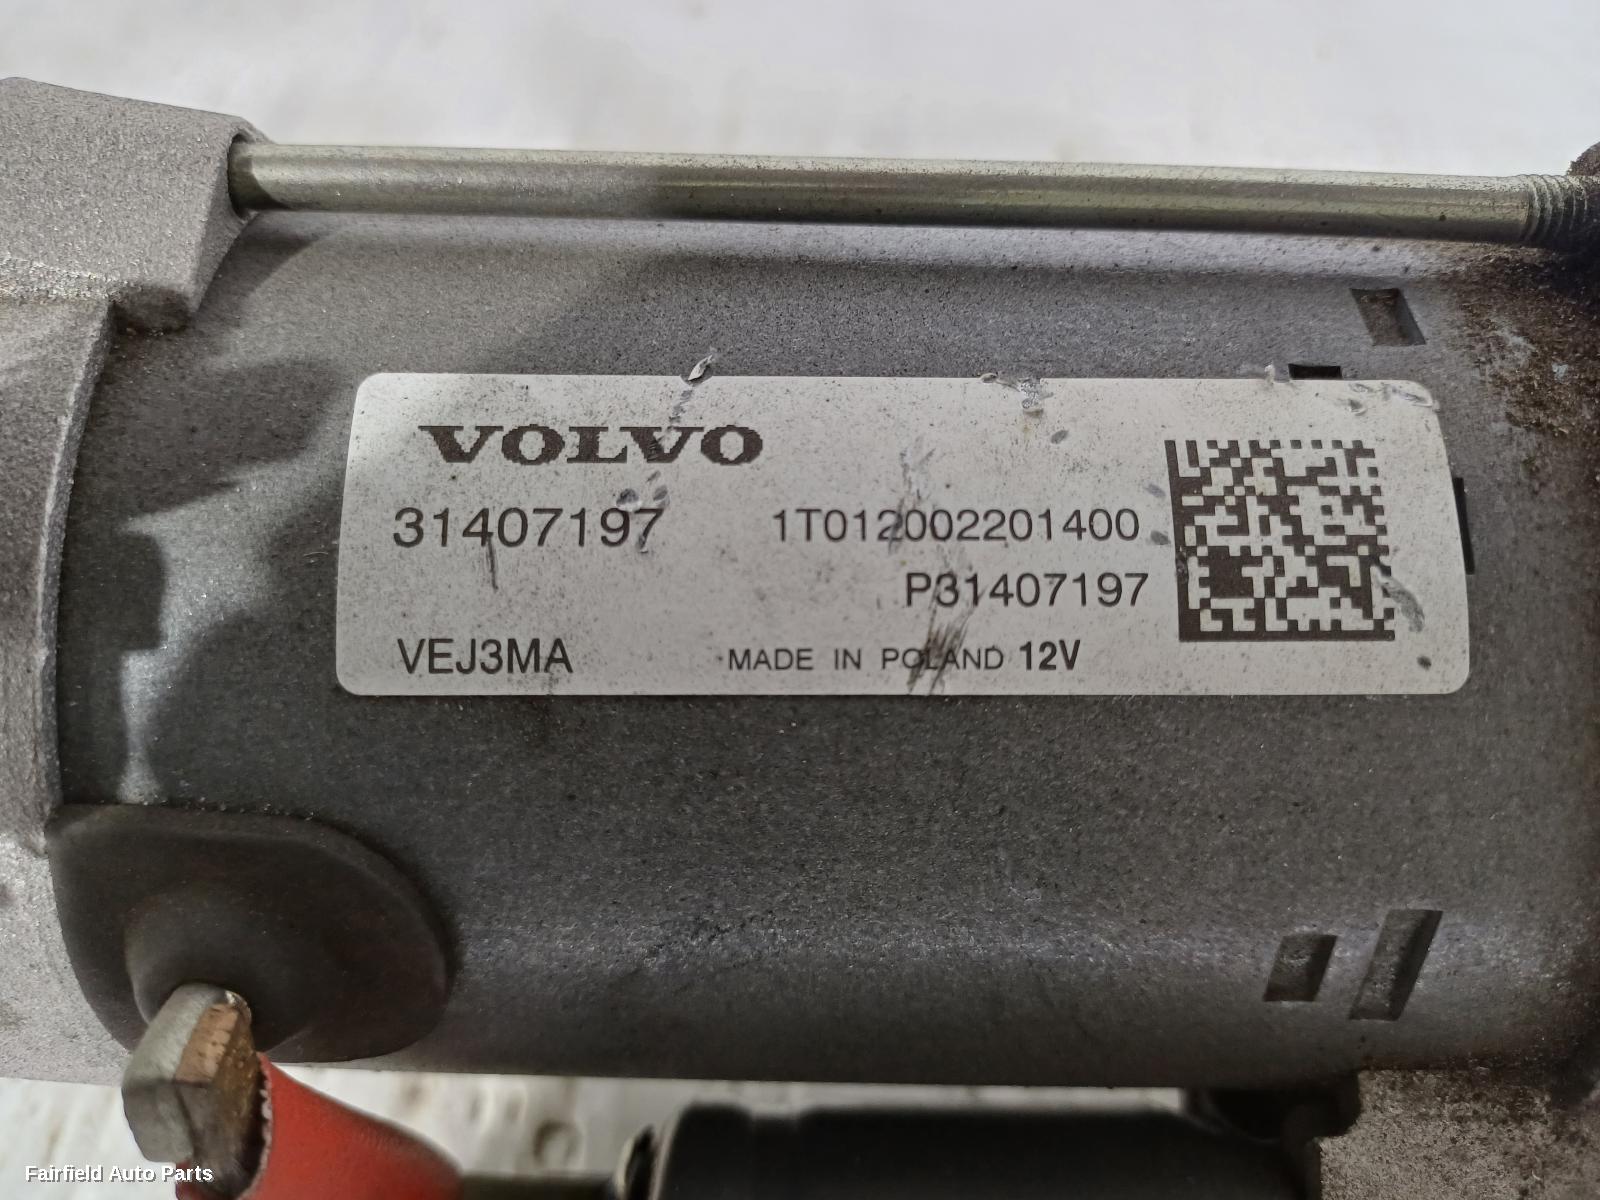 VOLVO
31407197 1T012002201400
P31407197
VEJ3MA MADE IN POLAND 12V
Fairfield Auto Parts